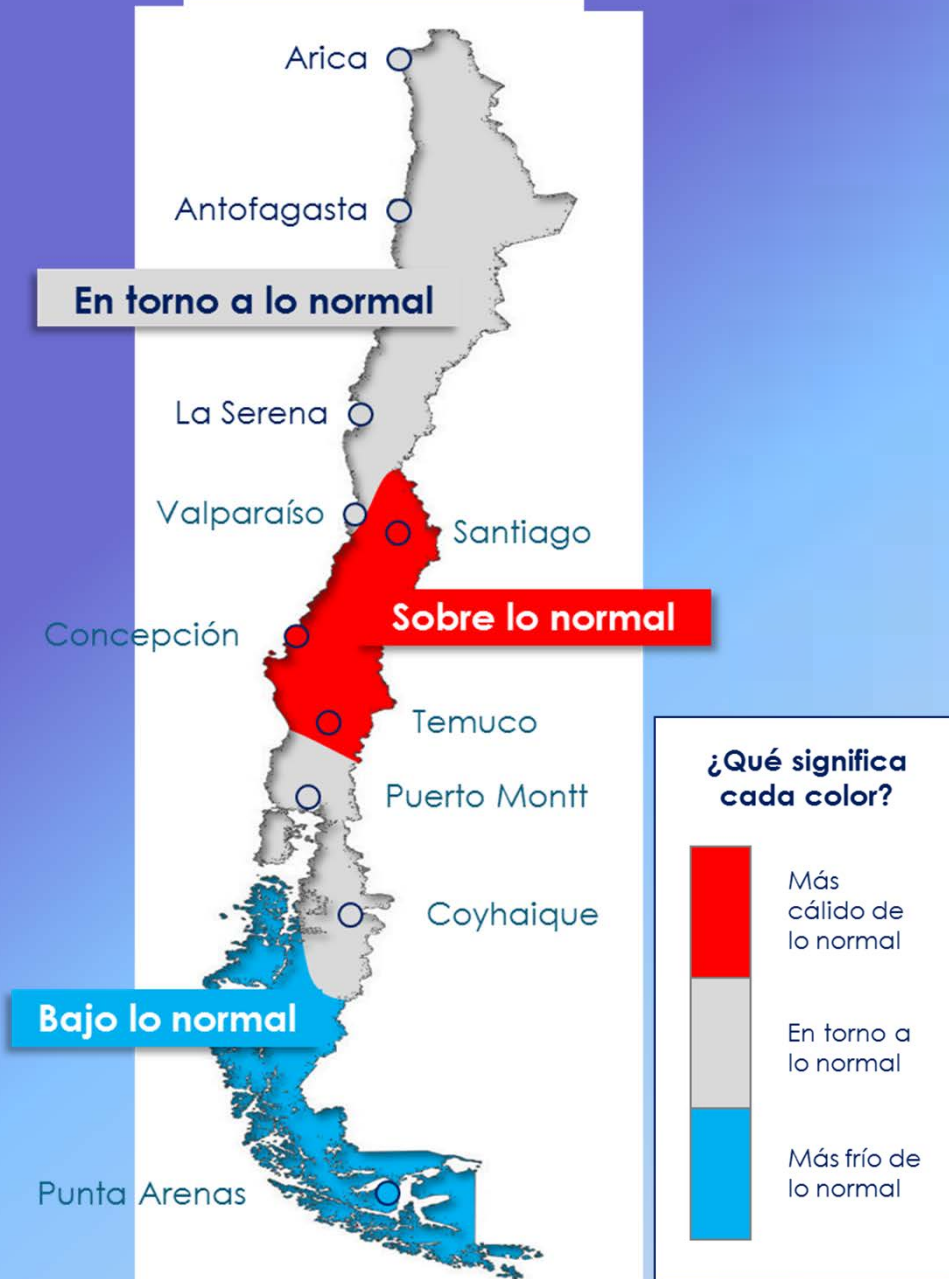 Arica
Antofagasta
En torno a lo normal
La Serena
Valparaíso
Santiago
Sobre lo normal
Concepción
Temuco
Puerto Montt
Coyhaique
Bajo lo normal
Punta Arenas
¿Qué significa
cada color?
Más
cálido de
lo normal
En torno a
lo normal
Más frío de
lo normal